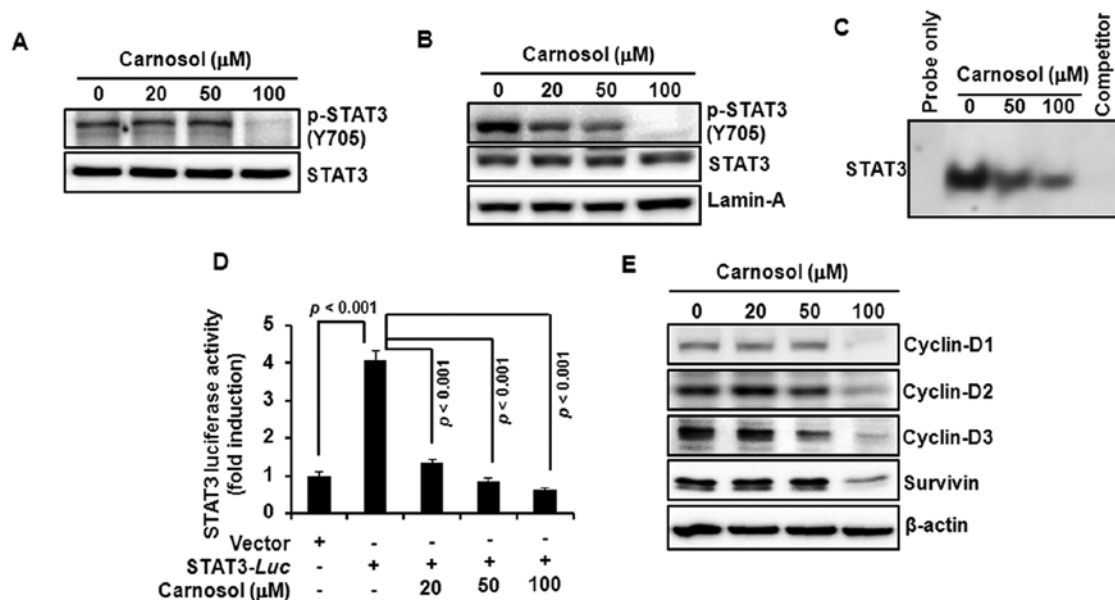 A
Carnosol (μM)
0 20 50 100
p-STAT3
(Y705)
STAT3
B
Carnosol (μM)
0 20 50 100
p-STAT3
(Y705)
STAT3
Lamin-A
C
Probe only
Carnosol (μM)
0 50 100
Competitor
STAT3
D
STAT3 luciferase activity
(fold induction)
5
4
3
2
1
0
p < 0.001
p < 0.001
p < 0.001
p < 0.001
Vector + - - - -
STAT3-Luc - + + + +
Carnosol (μM) - - 20 50 100
E
Carnosol (μM)
0 20 50 100
Cyclin-D1
Cyclin-D2
Cyclin-D3
Survivin
β-actin